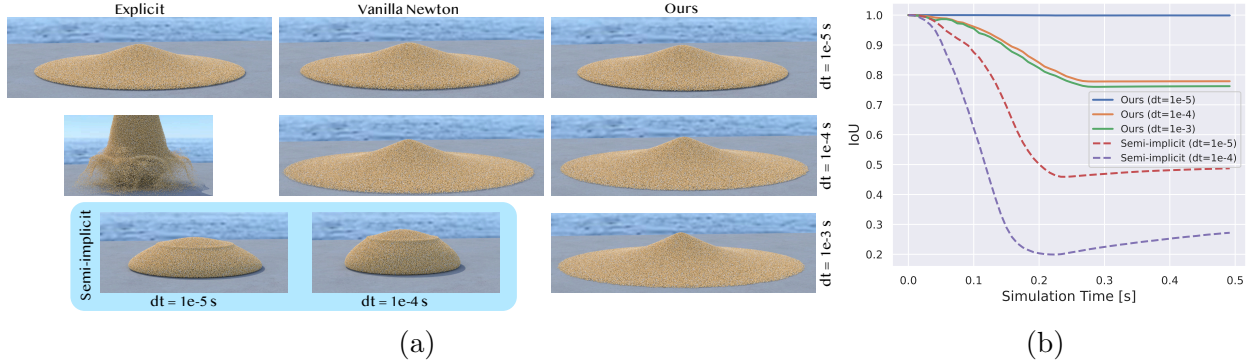 Explicit
Vanilla Newton
Ours
dt = 1e-5 s
dt = 1e-4 s
dt = 1e-3 s
Semi-implicit
dt = 1e-5 s
dt = 1e-4 s
(a)
1.0
0.9
0.8
0.7
0.6
0.5
0.4
0.3
0.2
IoU
Ours (dt=1e-5)
Ours (dt=1e-4)
Ours (dt=1e-3)
Semi-implicit (dt=1e-5)
Semi-implicit (dt=1e-4)
0.0 0.1 0.2 0.3 0.4 0.5
Simulation Time [s]
(b)